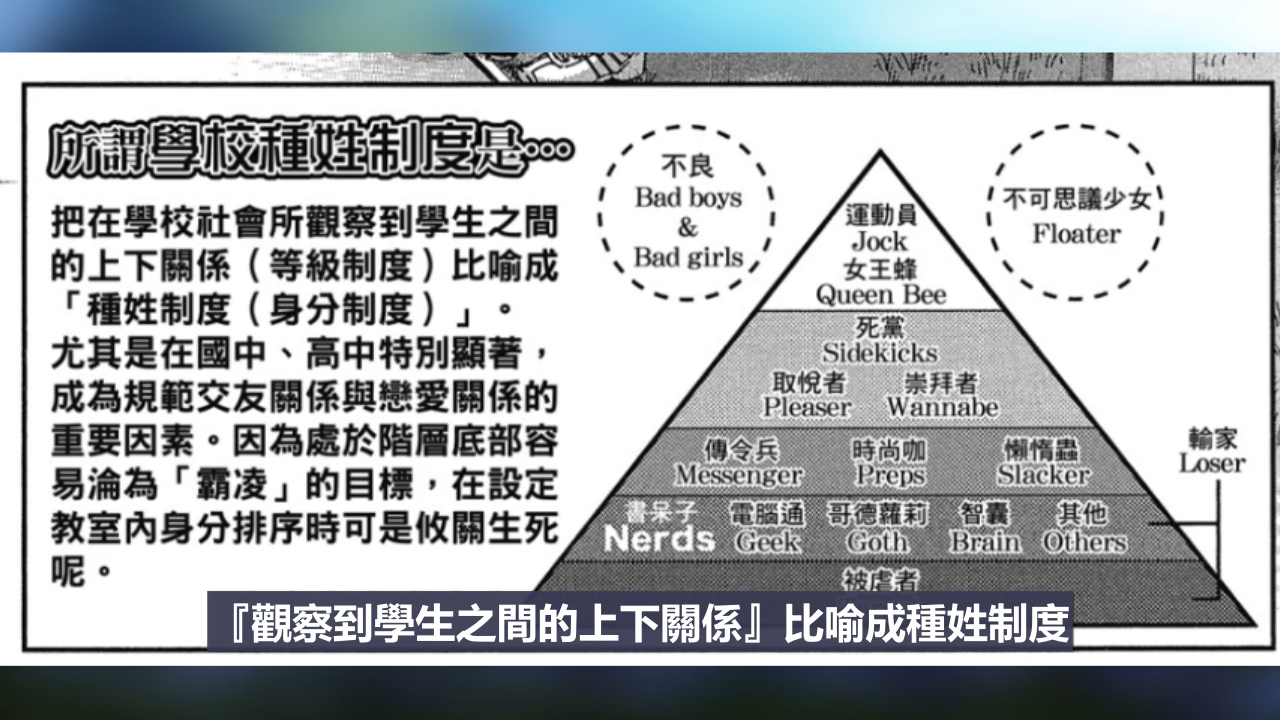 所謂學校種姓制度是…
把在學校社會所觀察到學生之間
的上下關係（等級制度）比喻成
「種姓制度（身分制度）」。
尤其是在國中、高中特別顯著，
成為規範交友關係與戀愛關係的
重要因素。因為處於階層底部容
易淪為「霸凌」的目標，在設定
教室內身分排序時可是攸關生死
呢。
不良
Bad boys
&
Bad girls
不可思議少女
Floater
運動員
Jock
女王蜂
Queen Bee
死黨
Sidekicks
取悅者 崇拜者
Pleaser Wannabe
傳令兵 時尚咖 懶惰蟲
Messenger Preps Slacker
書呆子 電腦通 哥德蘿莉 智囊 其他
Nerds Geek Goth Brain Others
被虐者
輸家
Loser
『觀察到學生之間的上下關係』比喻成種姓制度